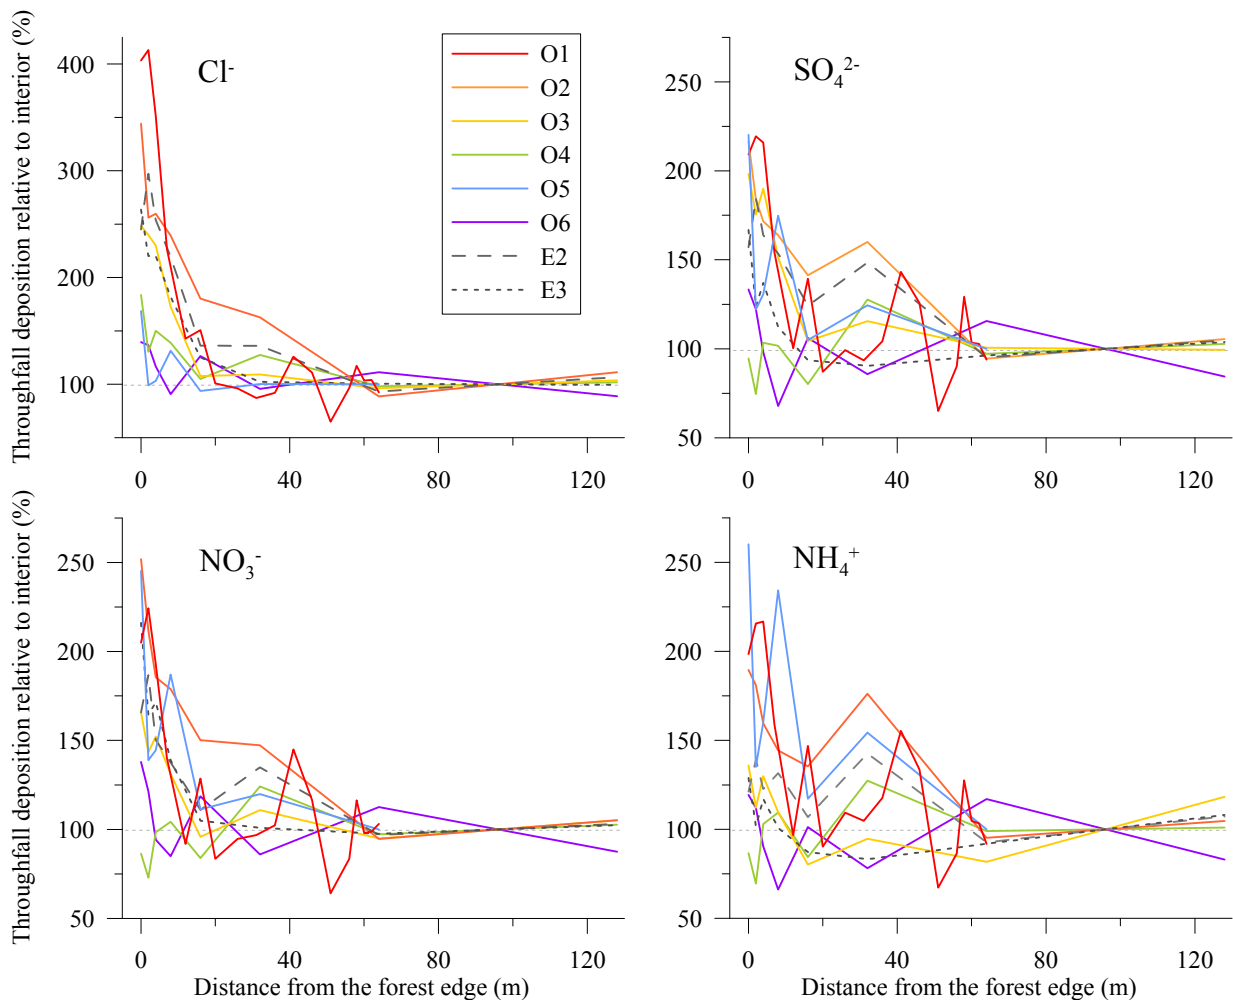 Throughfall deposition relative to interior (%)
Cl⁻
400
300
200
100
0
40
80
120
O1
O2
O3
O4
O5
O6
E2
E3
SO₄²⁻
250
200
150
100
50
0
40
80
120
Throughfall deposition relative to interior (%)
NO₃⁻
250
200
150
100
50
0
40
80
120
Distance from the forest edge (m)
NH₄⁺
250
200
150
100
50
0
40
80
120
Distance from the forest edge (m)